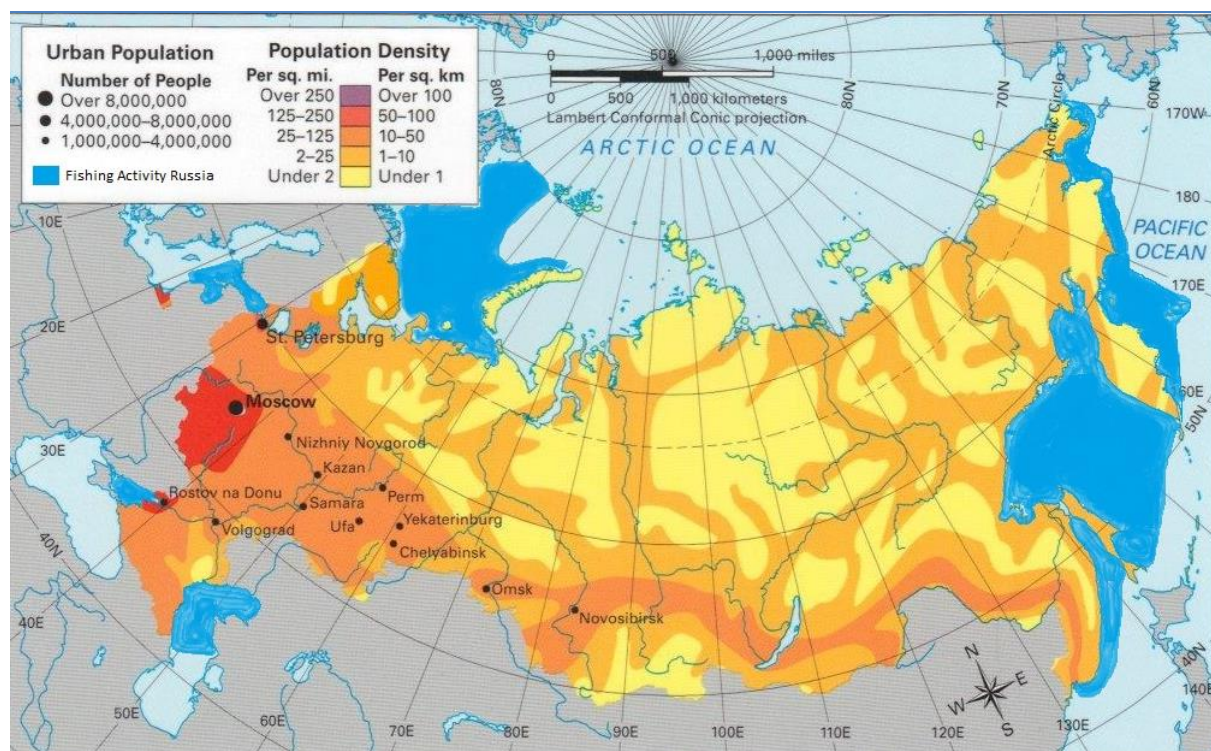 Urban Population
Number of People
Over 8,000,000
4,000,000–8,000,000
1,000,000–4,000,000
Fishing Activity Russia
Population Density
Per sq. mi. Per sq. km
Over 250 Over 100
125–250 50–100
25–125 10–50
2–25 1–10
Under 2 Under 1
0 500 1,000 miles
0 500 1,000 kilometers
Lambert Conformal Conic projection
80N
80N
70N
Arctic Circle
60N
170W
ARCTIC OCEAN
180
PACIFIC
OCEAN
10E
170E
20E
St. Petersburg
160E
Moscow
50N
30E
Nizhniy Novgorod
Kazan
Rostov na Donu
Samara
Perm
Volgograd
Ufa
Yekaterinburg
Chelyabinsk
40N
Omsk
Novosibirsk
40E
N
W E
S
40N
50E
60E
70E
80E
90E
100E
110E
120E
130E
140E